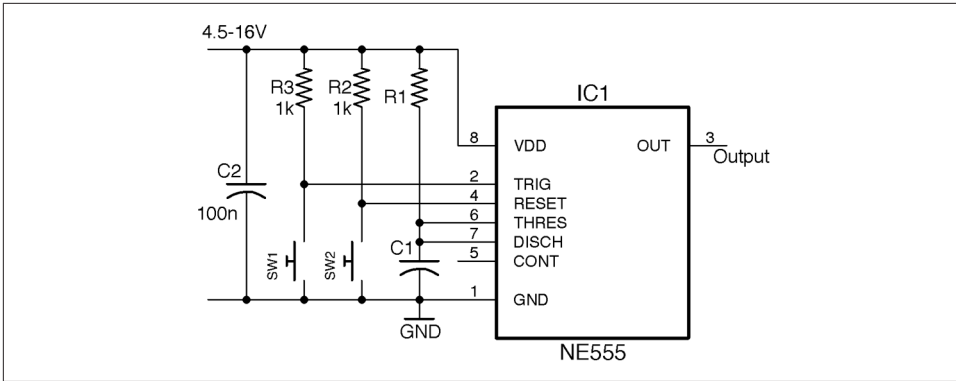 4.5-16V
R3
1k
R2
1k
R1
IC1
8
VDD
OUT
3
Output
C2
100n
2
TRIG
4
RESET
6
THRES
7
DISCH
5
CONT
C1
SW1
SW2
1
GND
GND
NE555